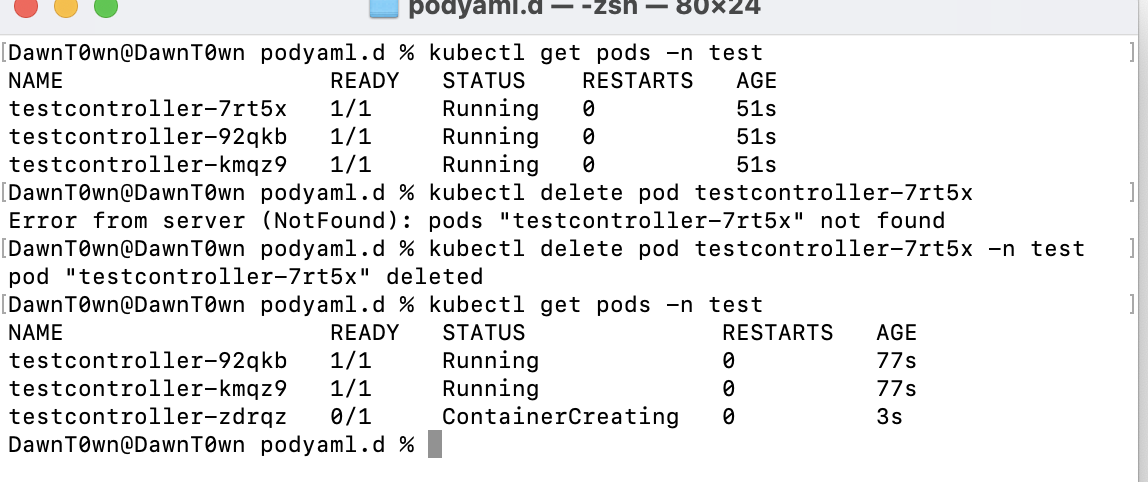 podyaml.d — -zsh — 80×24
[DawnT0wn@DawnT0wn podyaml.d % kubectl get pods -n test ]
NAME READY STATUS RESTARTS AGE
testcontroller-7rt5x 1/1 Running 0 51s
testcontroller-92qkb 1/1 Running 0 51s
testcontroller-kmqz9 1/1 Running 0 51s
[DawnT0wn@DawnT0wn podyaml.d % kubectl delete pod testcontroller-7rt5x ]
Error from server (NotFound): pods "testcontroller-7rt5x" not found
[DawnT0wn@DawnT0wn podyaml.d % kubectl delete pod testcontroller-7rt5x -n test ]
pod "testcontroller-7rt5x" deleted
[DawnT0wn@DawnT0wn podyaml.d % kubectl get pods -n test ]
NAME READY STATUS RESTARTS AGE
testcontroller-92qkb 1/1 Running 0 77s
testcontroller-kmqz9 1/1 Running 0 77s
testcontroller-zdrqz 0/1 ContainerCreating 0 3s
DawnT0wn@DawnT0wn podyaml.d %